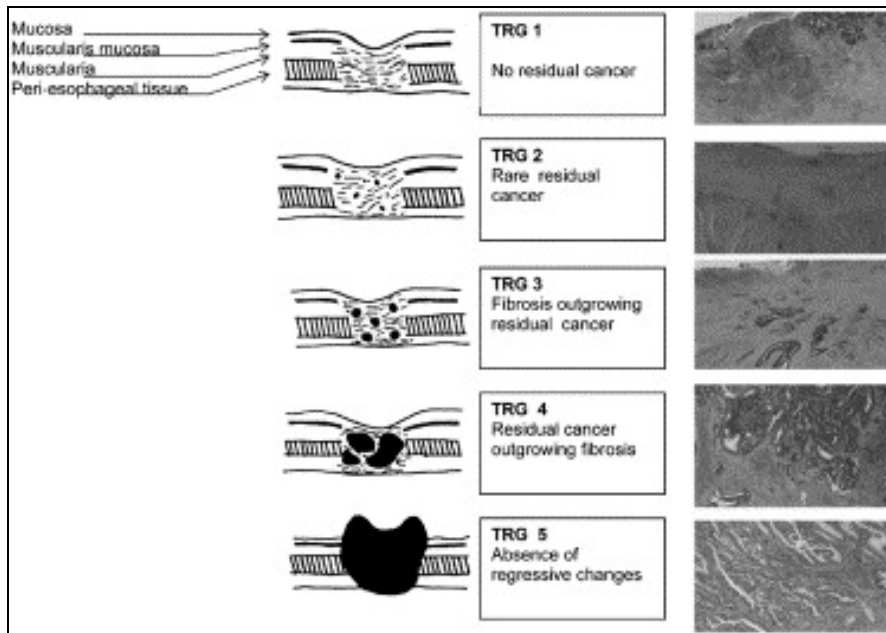 Mucosa
Muscularis mucosa
Muscularia
Peri-esophageal tissue
TRG 1
No residual cancer
TRG 2
Rare residual
cancer
TRG 3
Fibrosis outgrowing
residual cancer
TRG 4
Residual cancer
outgrowing fibrosis
TRG 5
Absence of
regressive changes